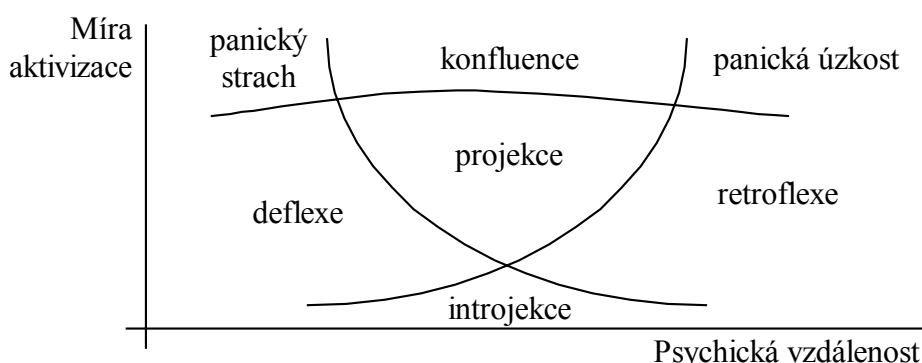 Míra
aktivizace
panický
strach
konfluence
panická úzkost
projekce
deflexe
retroflexe
introjekce
Psychická vzdálenost